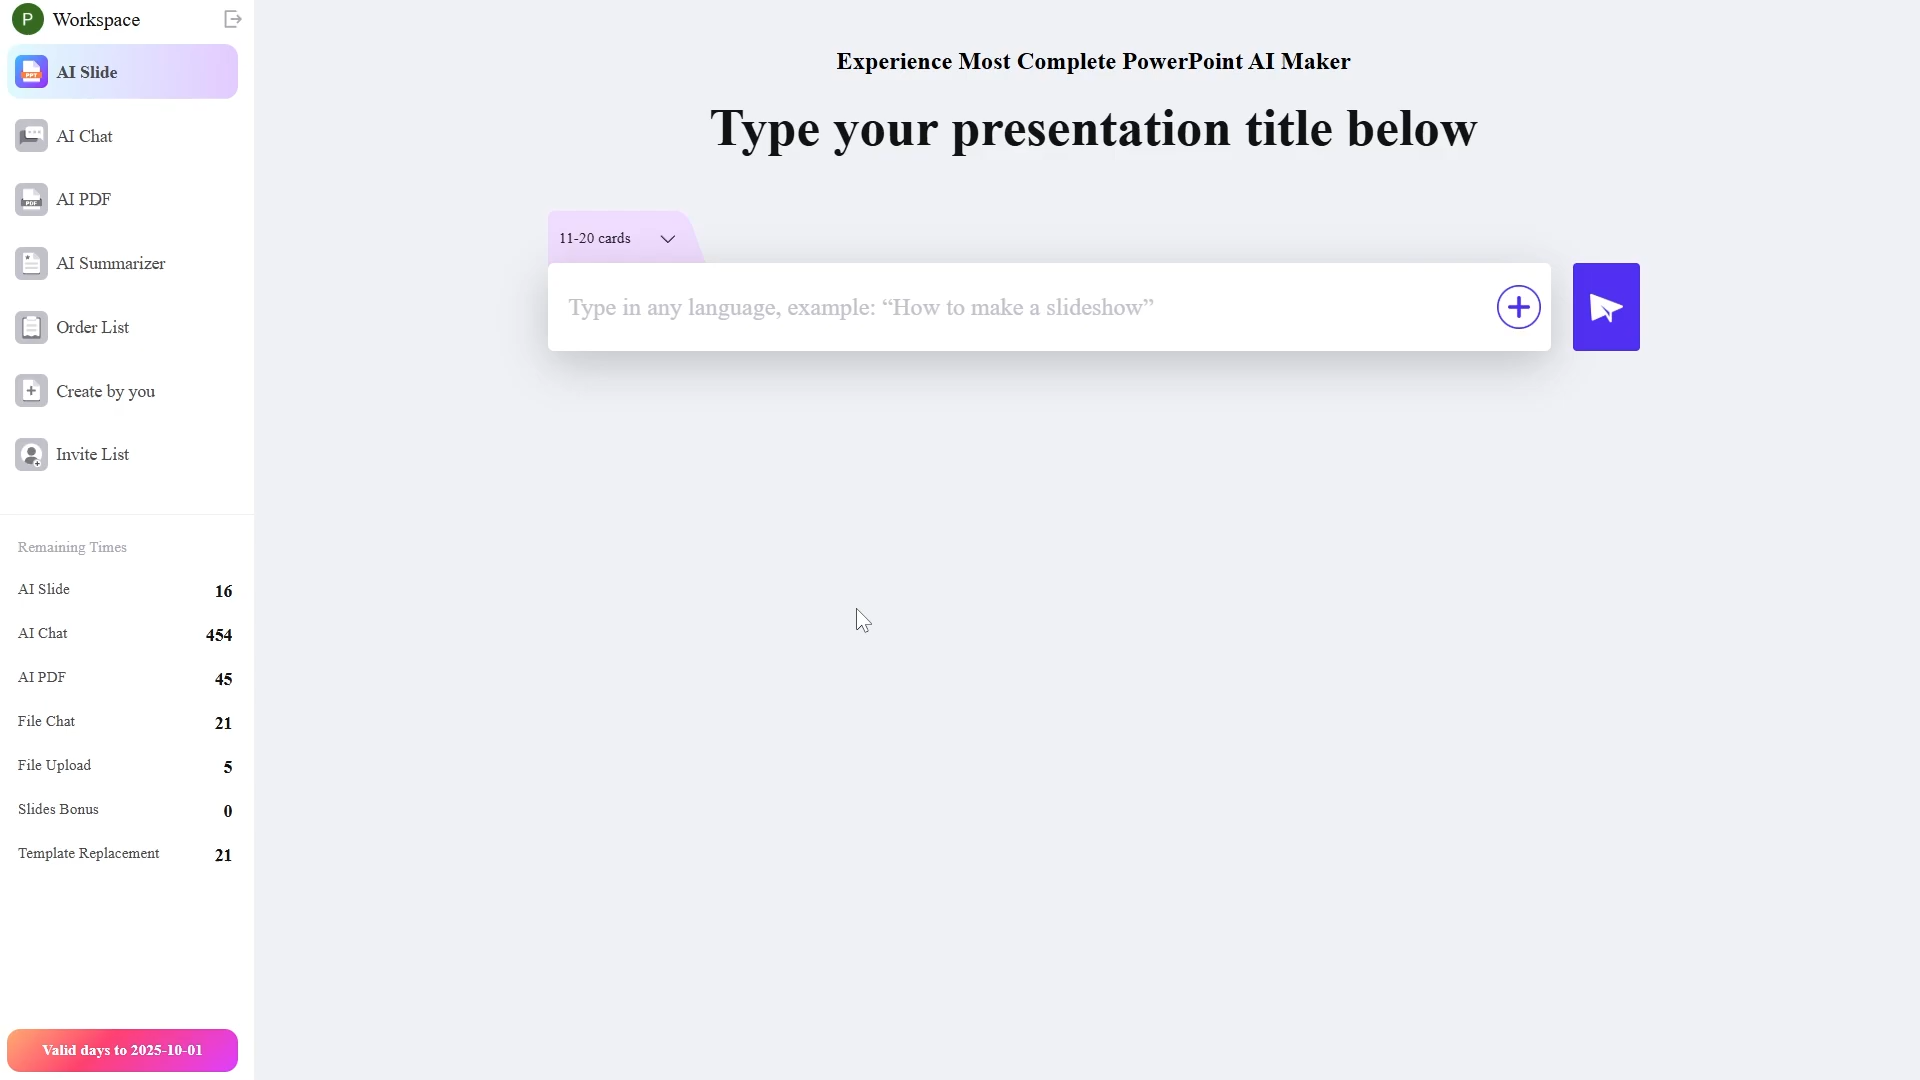 P Workspace
AI Slide
AI Chat
AI PDF
AI Summarizer
Order List
Create by you
Invite List
Remaining Times
AI Slide 16
AI Chat 454
AI PDF 45
File Chat 21
File Upload 5
Slides Bonus 0
Template Replacement 21
Valid days to 2025-10-01
Experience Most Complete PowerPoint AI Maker
Type your presentation title below
11-20 cards
Type in any language, example: “How to make a slideshow”
PPT
PDF